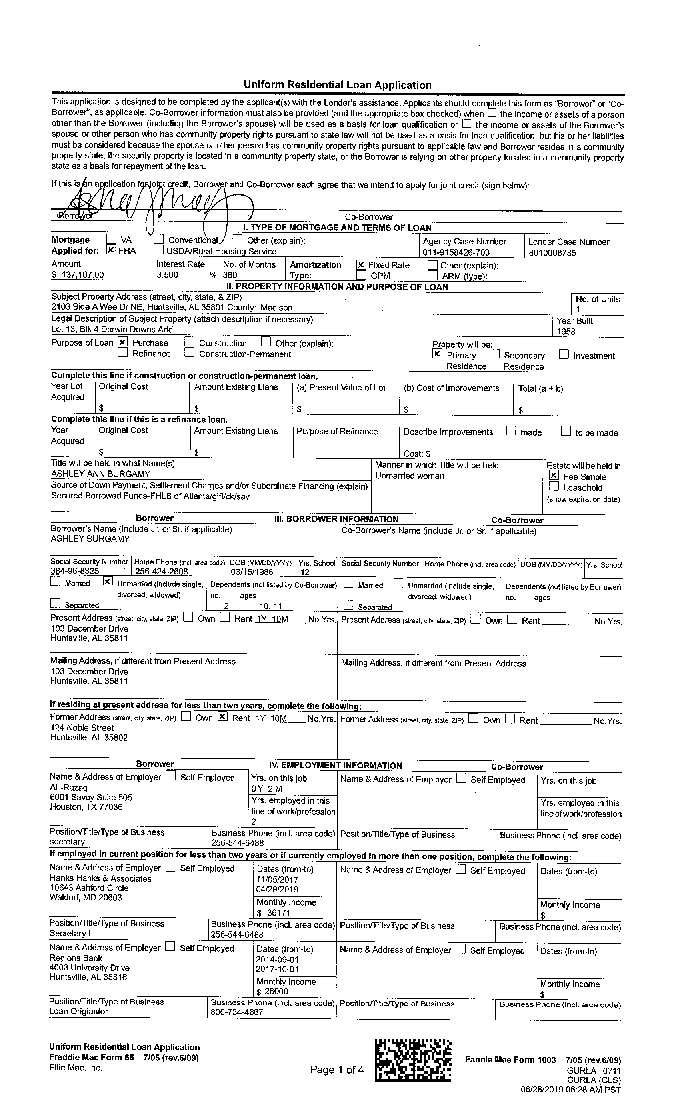 Uniform Residential Loan Application
This application is designed to be completed by the applicant(s) with the Lender's assistance. Applicants should complete this form as "Borrower" or "Co-
Borrower", as applicable. Co-Borrower information must also be provided (and the appropriate box checked) when the income or assets of a person
other than the Borrower (including the Borrower's spouse) will be used as a basis for loan qualification or the income or assets of the Borrower's
spouse or other person who has community property rights pursuant to state law will not be used as a basis for loan qualification, but his or her liabilities
must be considered because the spouse or other person has community property rights pursuant to applicable law and Borrower resides in a community
property state, the security property is located in a community property state, or the Borrower is relying on other property located in a community property
state as a basis for repayment of the loan.
If this is an application for joint credit, Borrower and Co-Borrower each agree that we intend to apply for joint credit (sign below):
Borrower Co-Borrower
I. TYPE OF MORTGAGE AND TERMS OF LOAN
Mortgage VA Conventional Other (explain): Agency Case Number Lender Case Number
Applied for: FHA USDA/Rural Housing Service
Amount Interest Rate No. of Months Amortization Fixed Rate Other (explain):
$ 137,107.00 3.500 % 360 Type: GPM ARM (type):
II. PROPERTY INFORMATION AND PURPOSE OF LOAN
Subject Property Address (street, city, state, & ZIP) No. of Units
Huntsville, AL 35801 County: Madison 1
Legal Description of Subject Property (attach description if necessary) Year Built
Lot 13, Blk 4 Darwin Downs 1958
Purpose of Loan Purchase Construction Other (explain): Property will be:
Refinance Construction-Permanent Primary Residence Secondary Residence Investment
Complete this line if construction or construction-permanent loan.
Year Lot Acquired Original Cost Amount Existing Liens (a) Present Value of Lot (b) Cost of Improvements Total (a + b)
$ $ $ $ $
Complete this line if this is a refinance loan.
Year Acquired Original Cost Amount Existing Liens Purpose of Refinance Describe Improvements made to be made
$ $ Cost: $
Title will be held in what Name(s) Manner in which Title will be held Estate will be held in
ASHLEY ANN BURGAMY Unmarried woman Fee Simple
Source of Down Payment, Settlement Charges and/or Subordinate Financing (explain) Leasehold
Secured Borrowed Funds-FHLB of Atlanta/gift/ck/sav (show expiration date)
Borrower III. BORROWER INFORMATION Co-Borrower
Borrower's Name (include Jr. or Sr. if applicable) Co-Borrower's Name (include Jr. or Sr. if applicable)
ASHLEY BURGAMY
Social Security Number Home Phone (incl. area code) DOB (MM/DD/YYYY) Yrs. School Social Security Number Home Phone (incl. area code) DOB (MM/DD/YYYY) Yrs. School
12
Married Unmarried (include single, divorced, widowed) Dependents (not listed by Co-Borrower) Married Unmarried (include single, divorced, widowed) Dependents (not listed by Borrower)
Separated no. 2 ages 10, 11 Separated no. ages
Present Address (street, city, state, ZIP) Own Rent 1Y 10M No. Yrs. Present Address (street, city, state, ZIP) Own Rent No. Yrs.
103 December Drive
Huntsville, AL 35811
Mailing Address, if different from Present Address Mailing Address, if different from Present Address
103 December Drive
Huntsville, AL 35811
If residing at present address for less than two years, complete the following:
Former Address (street, city, state, ZIP) Own Rent 1Y 10M No. Yrs. Former Address (street, city, state, ZIP) Own Rent No. Yrs.
124 Noble Street
Huntsville, AL 35802
Borrower IV. EMPLOYMENT INFORMATION Co-Borrower
Name & Address of Employer Self Employed Yrs. on this job Name & Address of Employer Self Employed Yrs. on this job
Al-Razaq 0Y 2M
6001 Savoy Suite 505 Yrs. employed in this line of work/profession Yrs. employed in this line of work/profession
Houston, TX 77036 2
Position/Title/Type of Business Business Phone (incl. area code) Position/Title/Type of Business Business Phone (incl. area code)
secretary 256-544-6488
If employed in current position for less than two years or if currently employed in more than one position, complete the following:
Name & Address of Employer Self Employed Dates (from-to) Name & Address of Employer Self Employed Dates (from-to)
Hanks Hanks & Associates 11/05/2017
10643 Ashford Circle 04/29/2019
Waldorf, MD 20603 Monthly Income Monthly Income
$ 36171 $
Position/Title/Type of Business Business Phone (incl. area code) Position/Title/Type of Business Business Phone (incl. area code)
Secretary I 256-544-6488
Name & Address of Employer Self Employed Dates (from-to) Name & Address of Employer Self Employed Dates (from-to)
Regions Bank 2014-09-01
4003 University Drive 2017-10-01
Huntsville, AL 35816 Monthly Income Monthly Income
$ 28000 $
Position/Title/Type of Business Business Phone (incl. area code) Position/Title/Type of Business Business Phone (incl. area code)
Loan Originator 800-734-4667
Uniform Residential Loan Application
Freddie Mac Form 65 7/05 (rev.6/09) Page 1 of 4 Fannie Mae Form 1003 7/05 (rev.6/09)
Ellie Mae, Inc. GURLA 0711
GURLA (CLS)
06/28/2019 06:28 AM PST